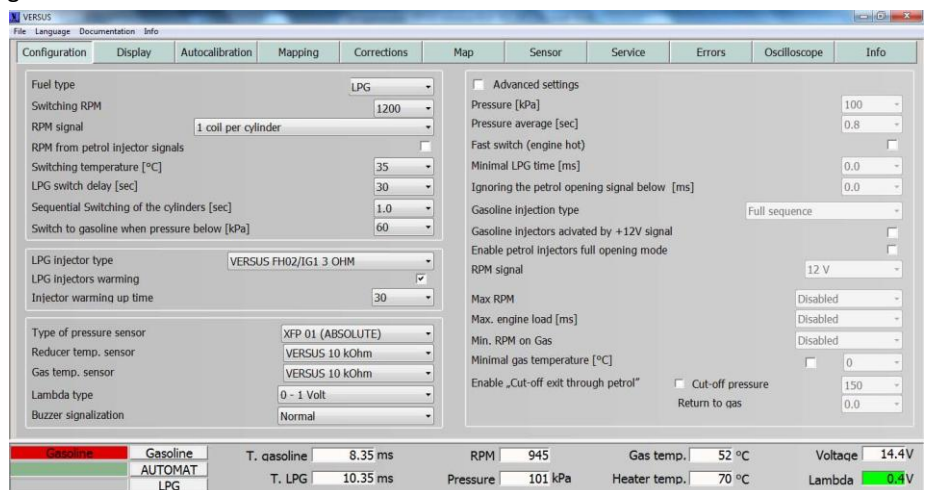 VERSUS
File Language Documentation Info
Configuration Display Autocalibration Mapping Corrections Map Sensor Service Errors Oscilloscope Info
Fuel type LPG
Switching RPM 1200
RPM signal 1 coil per cylinder
RPM from petrol injector signals
Switching temperature [°C] 35
LPG switch delay [sec] 30
Sequential Switching of the cylinders [sec] 1.0
Switch to gasoline when pressure below [kPa] 60
LPG injector type VERSUS FH02/IG1 3 OHM
LPG injectors warming
Injector warming up time 30
Type of pressure sensor XFP 01 (ABSOLUTE)
Reducer temp. sensor VERSUS 10 kOhm
Gas temp. sensor VERSUS 10 kOhm
Lambda type 0 - 1 Volt
Buzzer signalization Normal
Advanced settings
Pressure [kPa] 100
Pressure average [sec] 0.8
Fast switch (engine hot)
Minimal LPG time [ms] 0.0
Ignoring the petrol opening signal below [ms] 0.0
Gasoline injection type Full sequence
Gasoline injectors acivated by +12V signal
Enable petrol injectors full opening mode
RPM signal 12 V
Max RPM Disabled
Max. engine load [ms] Disabled
Min. RPM on Gas Disabled
Minimal gas temperature [°C] 0
Enable „Cut-off exit through petrol" Cut-off pressure 150
Return to gas 0.0
Gasoline Gasoline T. gasoline 8.35 ms RPM 945 Gas temp. 52 °C Voltage 14.4V
AUTOMAT
LPG T. LPG 10.35 ms Pressure 101 kPa Heater temp. 70 °C Lambda 0.4V